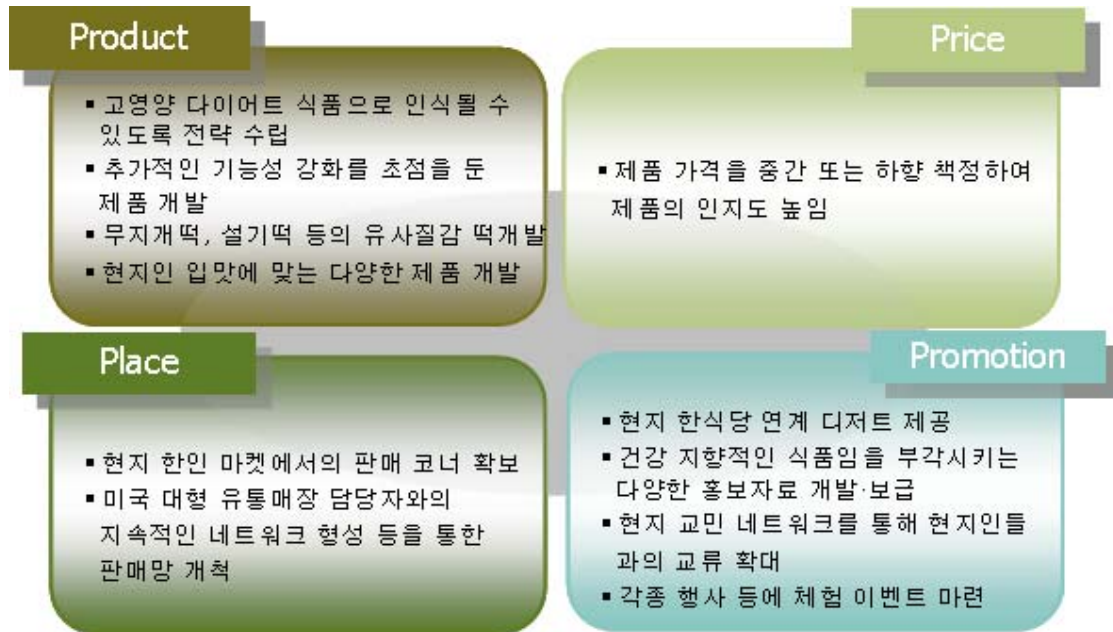 Product
▪ 고영양 다이어트 식품으로 인식될 수
있도록 전략 수립
▪ 추가적인 기능성 강화를 초점을 둔
제품 개발
▪ 무지개떡, 설기떡 등의 유사질감 떡개발
▪ 현지인 입맛에 맞는 다양한 제품 개발
Price
▪ 제품 가격을 중간 또는 하향 책정하여
제품의 인지도 높임
Place
▪ 현지 한인 마켓에서의 판매 코너 확보
▪ 미국 대형 유통매장 담당자와의
지속적인 네트워크 형성 등을 통한
판매망 개척
Promotion
▪ 현지 한식당 연계 디저트 제공
▪ 건강 지향적인 식품임을 부각시키는
다양한 홍보자료 개발·보급
▪ 현지 교민 네트워크를 통해 현지인들
과의 교류 확대
▪ 각종 행사 등에 체험 이벤트 마련